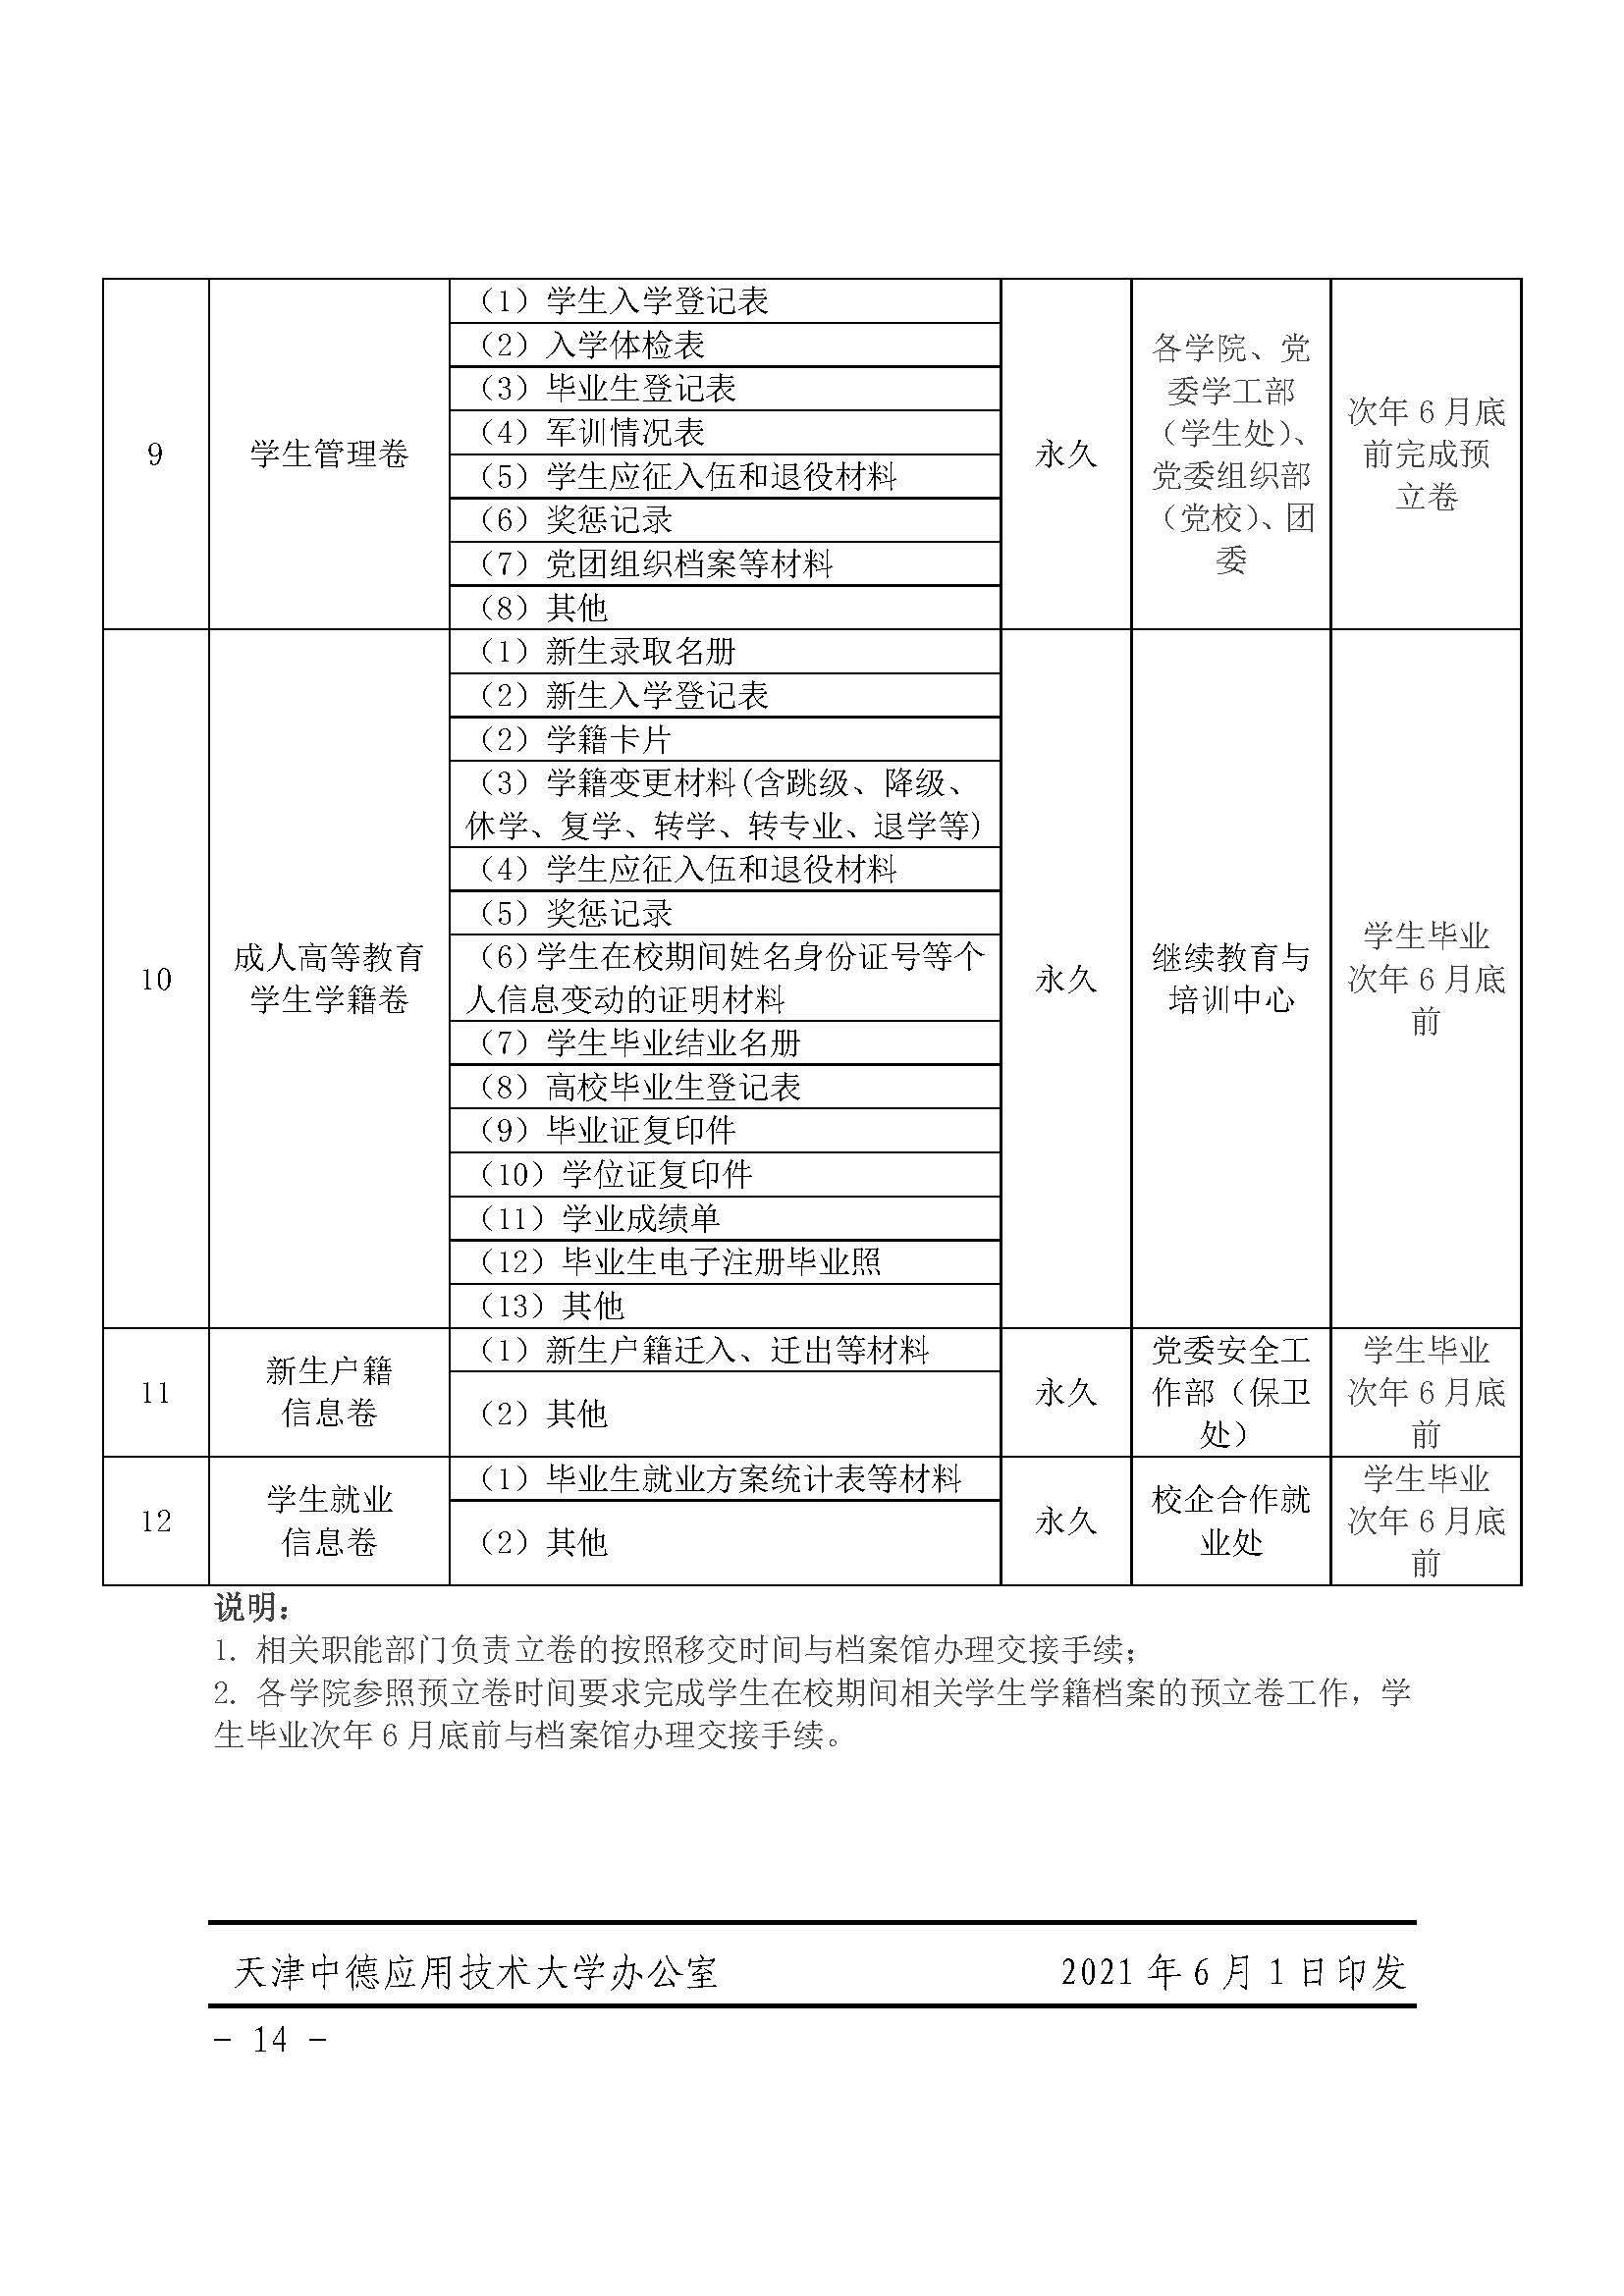 9
学生管理卷
（1）学生入学登记表
（2）入学体检表
（3）毕业生登记表
（4）军训情况表
（5）学生应征入伍和退役材料
（6）奖惩记录
（7）党团组织档案等材料
（8）其他
永久
各学院、党
委学工部
（学生处）、
党委组织部
（党校）、团
委
次年 6 月底
前完成预
立卷
10
成人高等教育
学生学籍卷
（1）新生录取名册
（2）新生入学登记表
（2）学籍卡片
（3）学籍变更材料(含跳级、降级、
休学、复学、转学、转专业、退学等)
（4）学生应征入伍和退役材料
（5）奖惩记录
（6)学生在校期间姓名身份证号等个
人信息变动的证明材料
（7）学生毕业结业名册
（8）高校毕业生登记表
（9）毕业证复印件
（10）学位证复印件
（11）学业成绩单
（12）毕业生电子注册毕业照
（13）其他
永久
继续教育与
培训中心
学生毕业
次年 6 月底
前
11
新生户籍
信息卷
（1）新生户籍迁入、迁出等材料
（2）其他
永久
党委安全工
作部（保卫
处）
学生毕业
次年 6 月底
前
12
学生就业
信息卷
（1）毕业生就业方案统计表等材料
（2）其他
永久
校企合作就
业处
学生毕业
次年 6 月底
前
说明：
1. 相关职能部门负责立卷的按照移交时间与档案馆办理交接手续；
2. 各学院参照预立卷时间要求完成学生在校期间相关学生学籍档案的预立卷工作，学
生毕业次年 6 月底前与档案馆办理交接手续。
天津中德应用技术大学办公室 2021 年 6 月 1 日印发
- 14 -